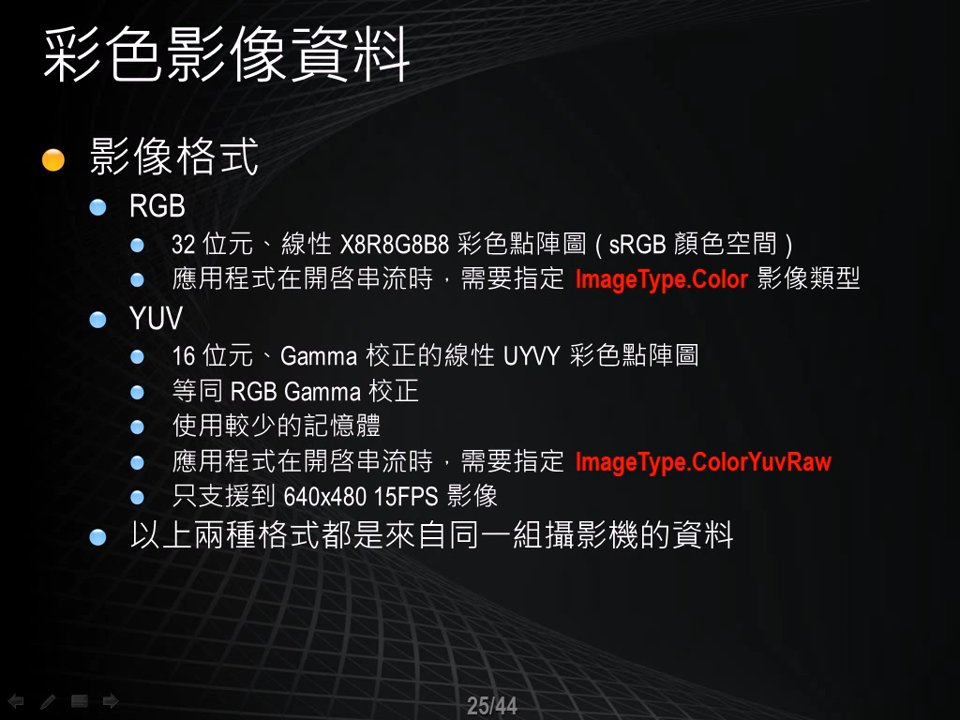 彩色影像資料
影像格式
RGB
32 位元、線性 X8R8G8B8 彩色點陣圖 ( sRGB 顏色空間 )
應用程式在開啓串流時，需要指定 ImageType.Color 影像類型
YUV
16 位元、Gamma 校正的線性 UYVY 彩色點陣圖
等同 RGB Gamma 校正
使用較少的記憶體
應用程式在開啓串流時，需要指定 ImageType.ColorYuvRaw
只支援到 640x480 15FPS 影像
以上兩種格式都是來自同一組攝影機的資料
25/44